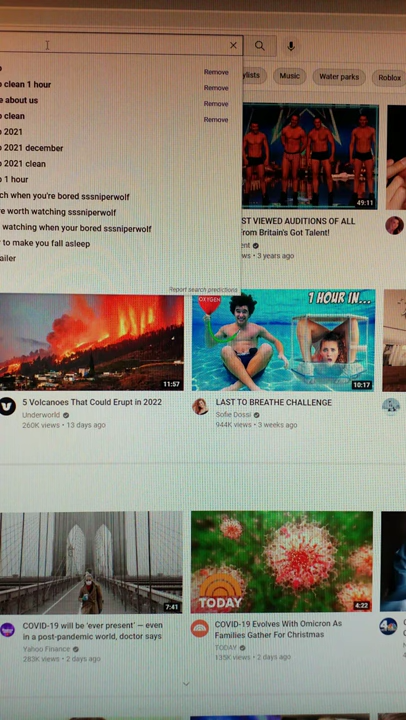 Remove
clean 1 hour
Remove
about us
Remove
clean
Remove
2021
2021 december
2021 clean
1 hour
when you're bored sssniperwolf
worth watching sssniperwolf
watching when your bored sssniperwolf
to make you fall asleep
Report search predictions
Music
Water parks
Roblox
49:11
ST VIEWED AUDITIONS OF ALL
from Britain's Got Talent!
3 years ago
11:57
5 Volcanoes That Could Erupt in 2022
Underworld
260K views • 13 days ago
OXYGEN
1 HOUR IN...
10:17
LAST TO BREATHE CHALLENGE
Sofie Dossi
944K views • 3 weeks ago
7:41
COVID-19 will be 'ever present' — even
in a post-pandemic world, doctor says
Yahoo Finance
283K views • 2 days ago
TODAY
4:22
COVID-19 Evolves With Omicron As
Families Gather For Christmas
TODAY
135K views • 2 days ago